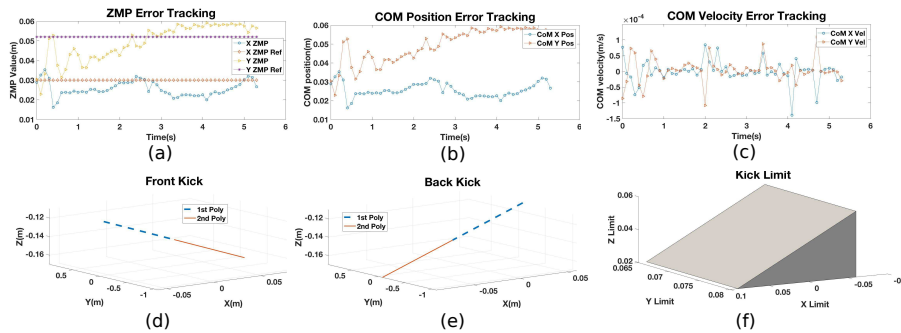 ZMP Error Tracking
ZMP Value(m)
0.06
0.05
0.04
0.03
0.02
0.01
0 1 2 3 4 5 6
Time(s)
X ZMP
X ZMP Ref
Y ZMP
Y ZMP Ref
(a)
COM Position Error Tracking
COM position(m)
0.06
0.05
0.04
0.03
0.02
0.01
0 1 2 3 4 5 6
Time(s)
CoM X Pos
CoM Y Pos
(b)
COM Velocity Error Tracking
×10⁻⁴
COM velocity(m/s)
1
0.5
0
-0.5
-1
-1.5
0 1 2 3 4 5 6
Time(s)
CoM X Vel
CoM Y Vel
(c)
Front Kick
1st Poly
2nd Poly
Z(m)
-0.12
-0.14
-0.16
0.5
0
-0.5
-1
Y(m)
-0.05
0
0.05
X(m)
(d)
Back Kick
1st Poly
2nd Poly
Z(m)
-0.12
-0.14
-0.16
0.5
0
-0.5
-1
Y(m)
-0.05
0
0.05
X(m)
(e)
Kick Limit
Z Limit
0.06
0.04
0.02
0.065
0.07
0.075
0.08
Y Limit
0.1
0.05
0
-0.05
X Limit
(f)